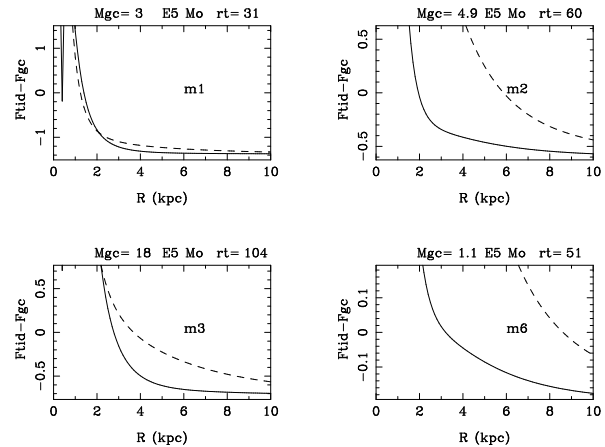 Mgc= 3 E5 Mo rt= 31
Ftid-Fgc
1
0
-1
m1
0 2 4 6 8 10
R (kpc)
Mgc= 4.9 E5 Mo rt= 60
Ftid-Fgc
0.5
0
-0.5
m2
0 2 4 6 8 10
R (kpc)
Mgc= 18 E5 Mo rt= 104
Ftid-Fgc
0.5
0
-0.5
m3
0 2 4 6 8 10
R (kpc)
Mgc= 1.1 E5 Mo rt= 51
Ftid-Fgc
0.1
0
-0.1
m6
0 2 4 6 8 10
R (kpc)